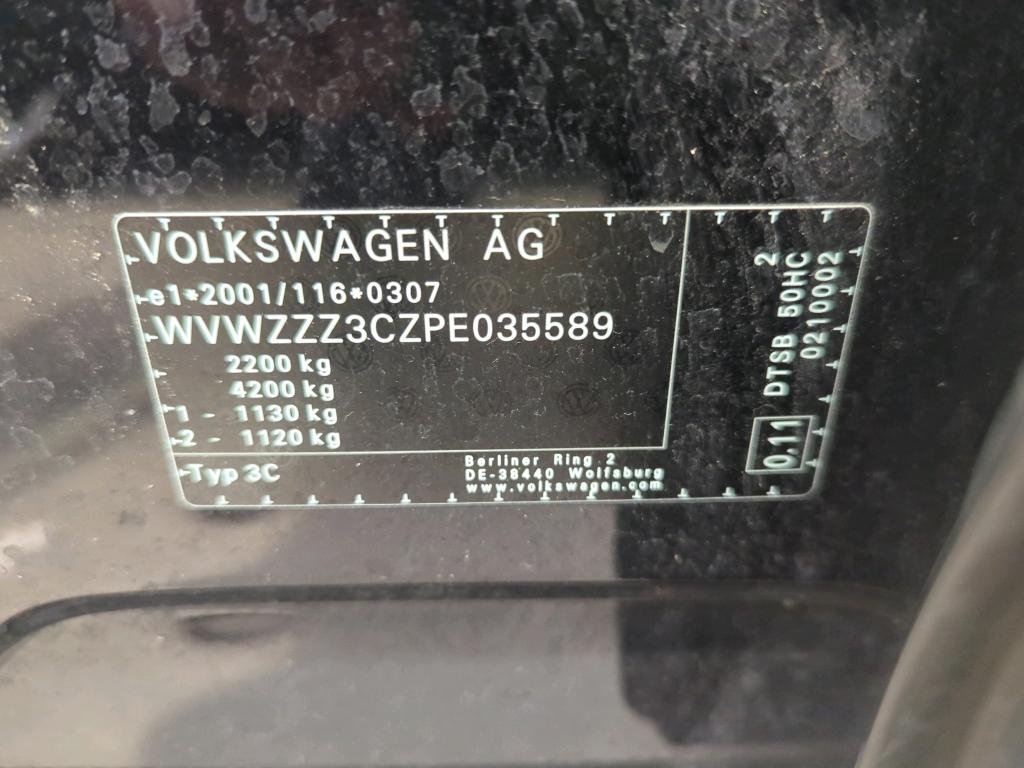 VOLKSWAGEN AG
e1*2001/116*0307
WVWZZZ3CZPE035589
2200 kg
4200 kg
1 - 1130 kg
2 - 1120 kg
Typ 3C
Berliner Ring 2
DE-38440 Wolfsburg
www.volkswagen.com
2
DTSB 50HC
0210002
0.11